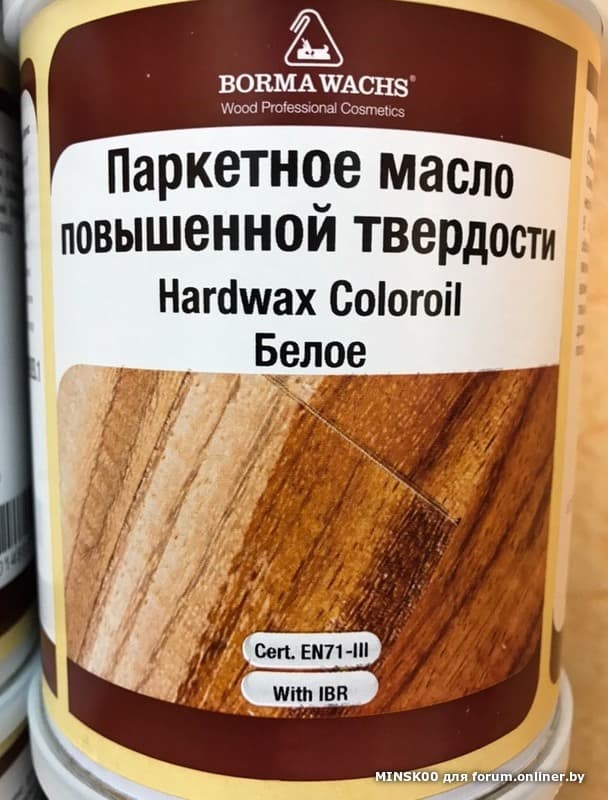 BORMA WACHS®
Wood Professional Cosmetics
Паркетное масло
повышенной твердости
Hardwax Coloroil
Белое
Cert. EN71-III
With IBR
MINSK00 для forum.onliner.by